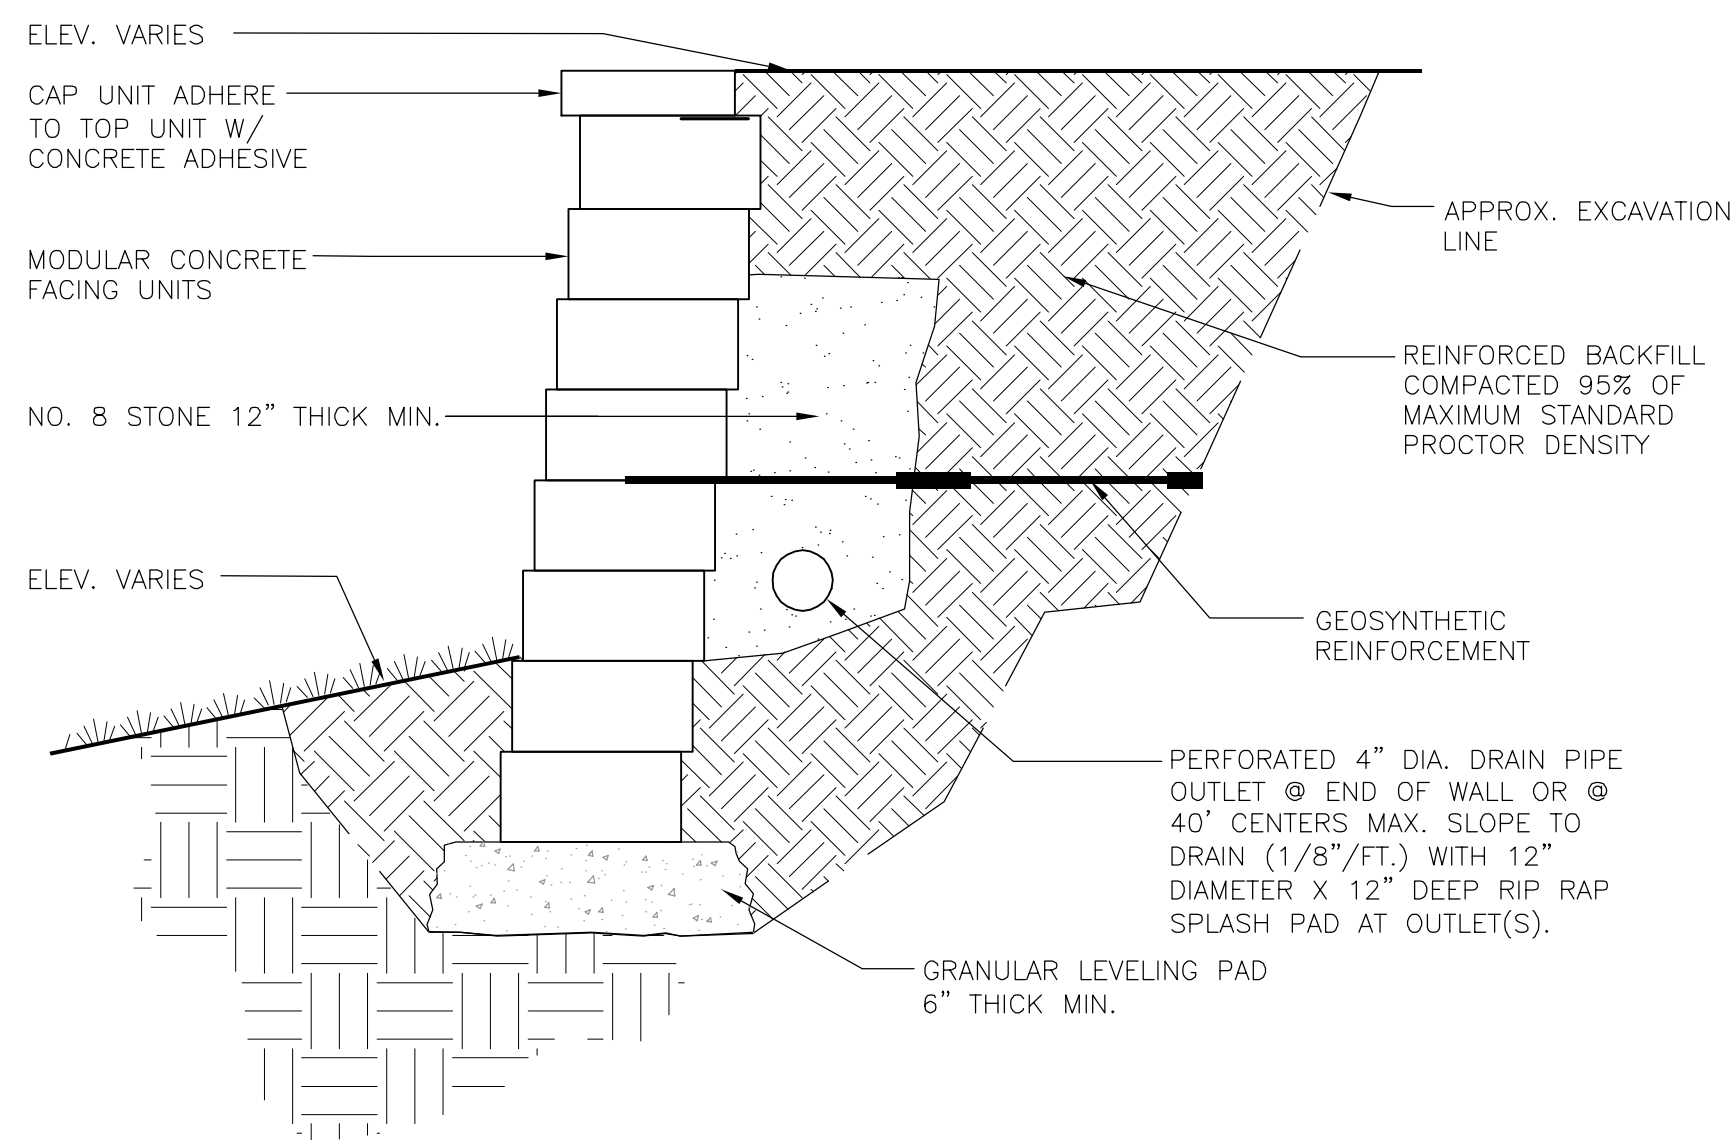 ELEV. VARIES
CAP UNIT ADHERE
TO TOP UNIT W/
CONCRETE ADHESIVE
MODULAR CONCRETE
FACING UNITS
NO. 8 STONE 12" THICK MIN.
ELEV. VARIES
APPROX. EXCAVATION
LINE
REINFORCED BACKFILL
COMPACTED 95% OF
MAXIMUM STANDARD
PROCTOR DENSITY
GEOSYNTHETIC
REINFORCEMENT
PERFORATED 4" DIA. DRAIN PIPE
OUTLET @ END OF WALL OR @
40' CENTERS MAX. SLOPE TO
DRAIN (1/8"/FT.) WITH 12"
DIAMETER X 12" DEEP RIP RAP
SPLASH PAD AT OUTLET(S).
GRANULAR LEVELING PAD
6" THICK MIN.